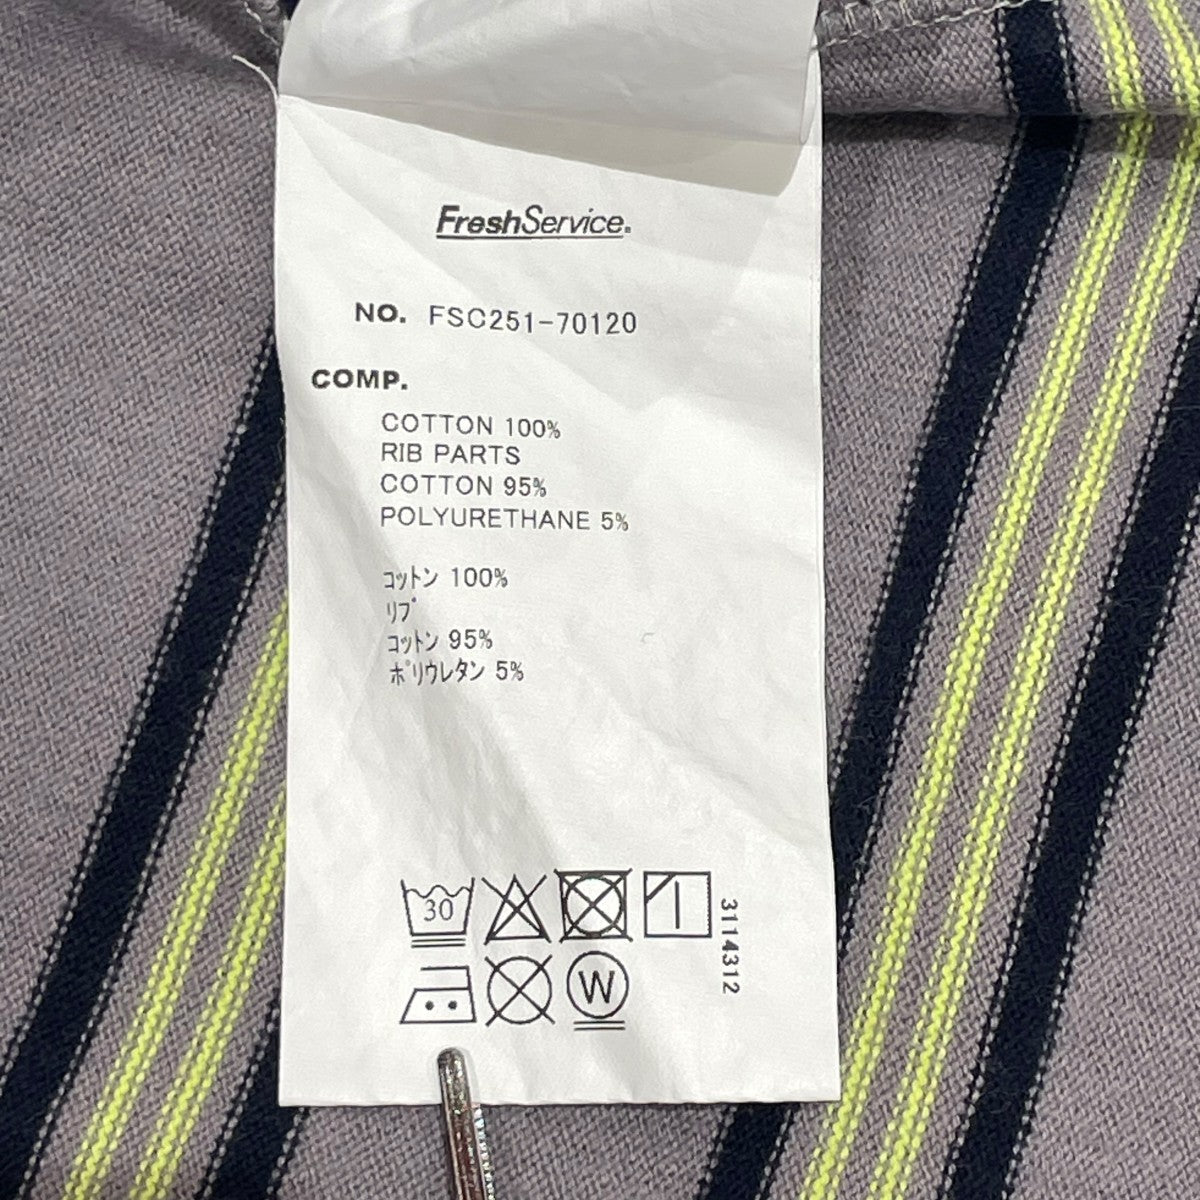 FreshService.
NO. FSC251-70120
COMP.
COTTON 100%
RIB PARTS
COTTON 95%
POLYURETHANE 5%
コットン 100%
リブ
コットン 95%
ポリウレタン 5%
30
W
3114312